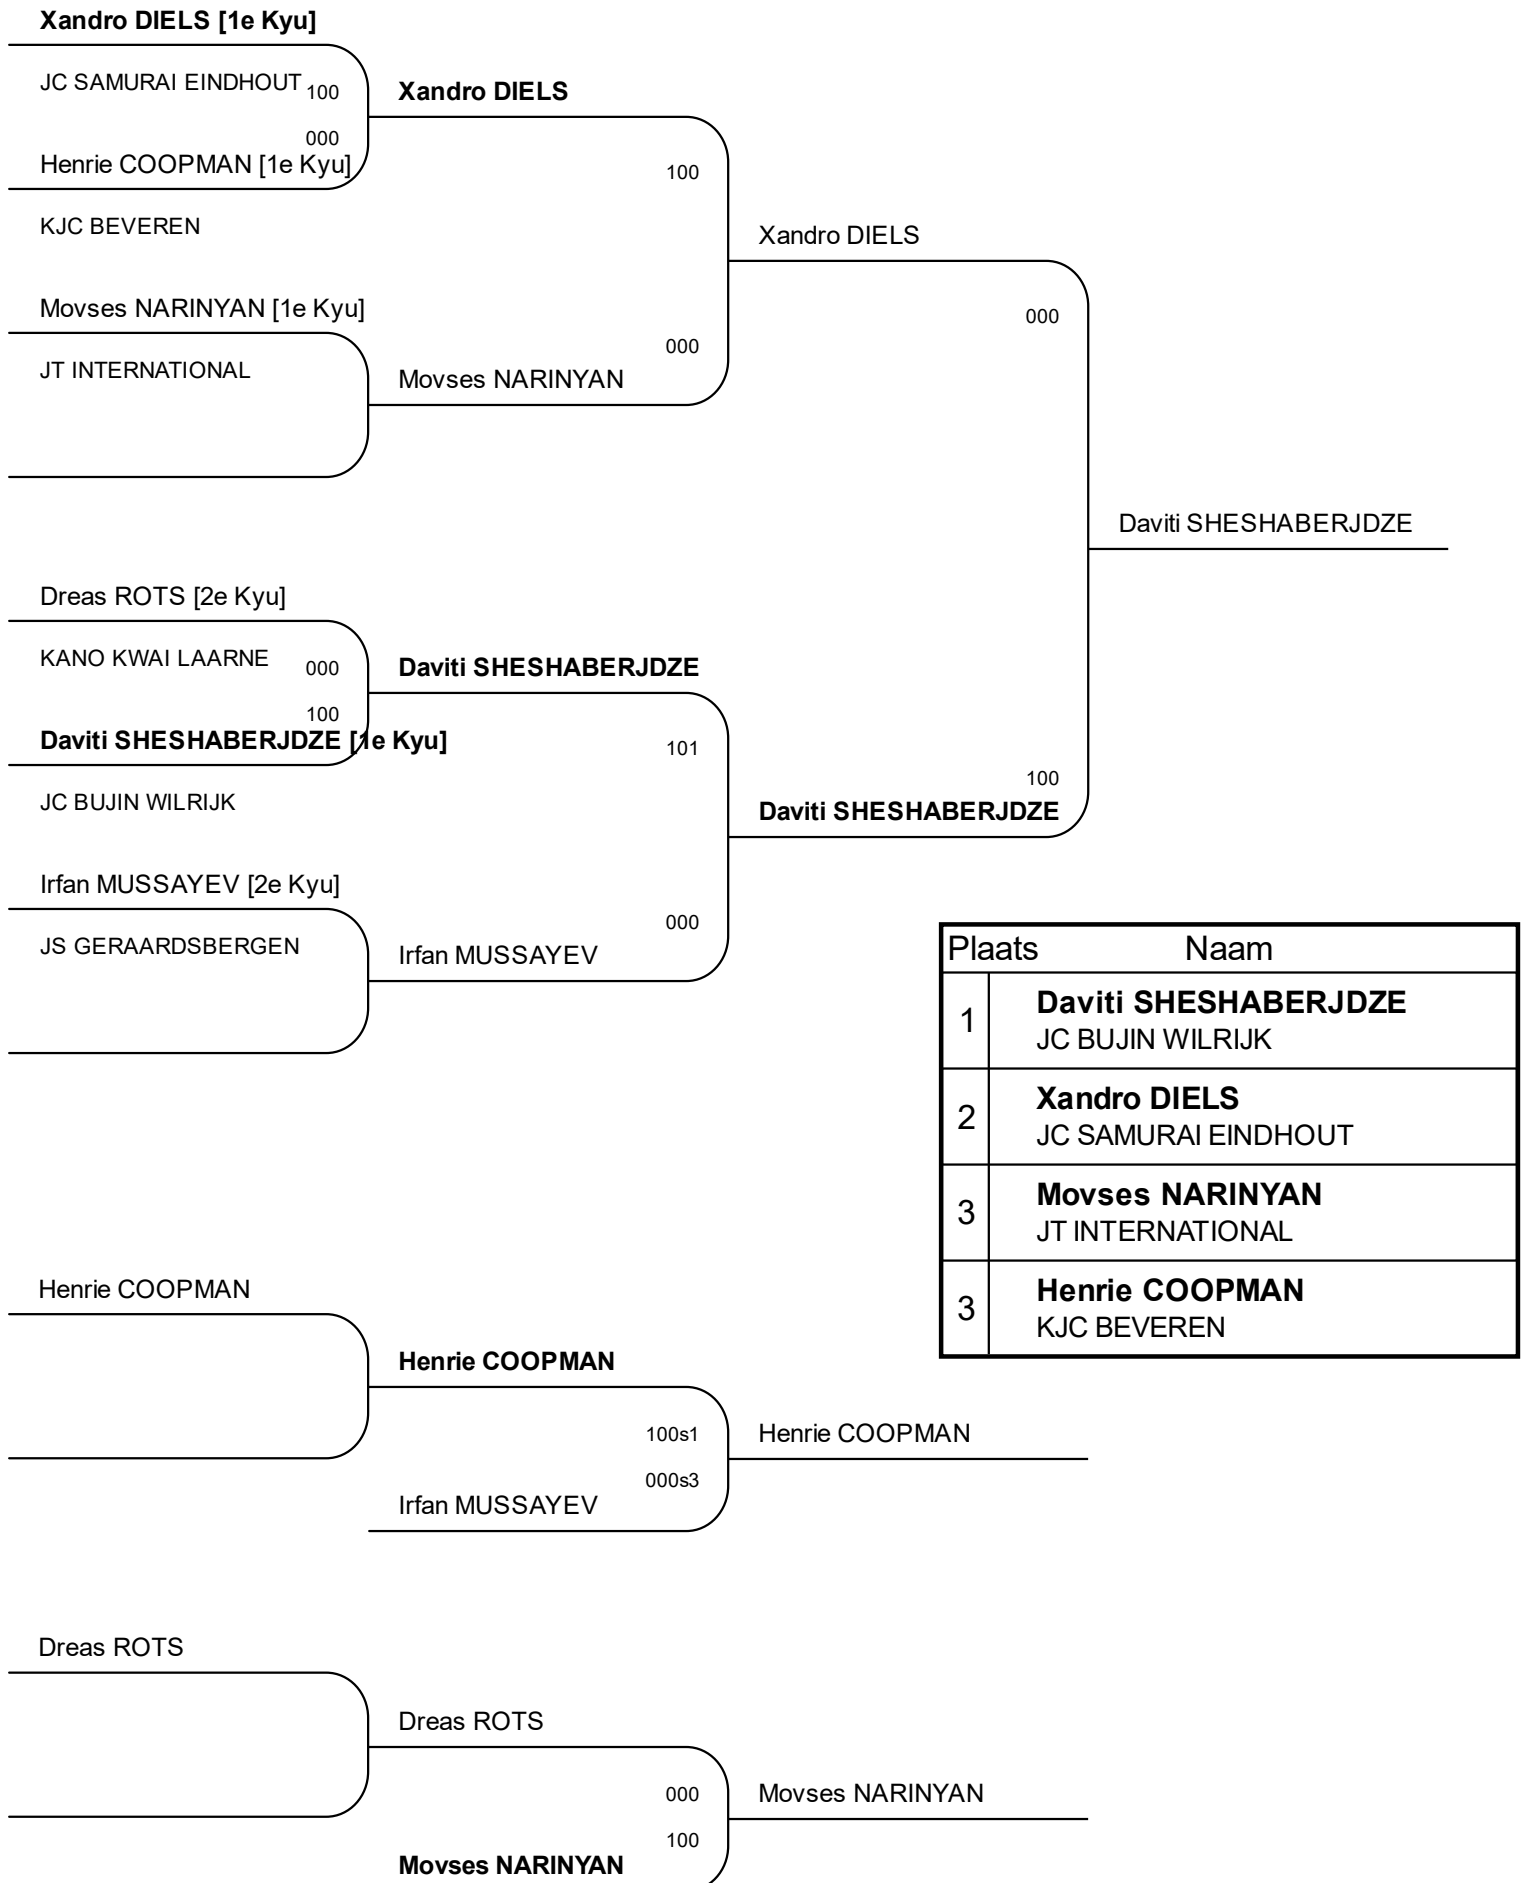 Xandro DIELS [1e Kyu]
JC SAMURAI EINDHOUT
100
Xandro DIELS
000
Henrie COOPMAN [1e Kyu]
100
KJC BEVEREN
Xandro DIELS
Movses NARINYAN [1e Kyu]
000
JT INTERNATIONAL
000
Movses NARINYAN
Daviti SHESHABERJDZE
Dreas ROTS [2e Kyu]
KANO KWAI LAARNE
000
Daviti SHESHABERJDZE
100
Daviti SHESHABERJDZE [1e Kyu]
101
100
JC BUJIN WILRIJK
Daviti SHESHABERJDZE
Irfan MUSSAYEV [2e Kyu]
000
JS GERAARDSBERGEN
Irfan MUSSAYEV
Plaats Naam
1 Daviti SHESHABERJDZE
JC BUJIN WILRIJK
2 Xandro DIELS
JC SAMURAI EINDHOUT
3 Movses NARINYAN
JT INTERNATIONAL
3 Henrie COOPMAN
KJC BEVEREN
Henrie COOPMAN
Henrie COOPMAN
100s1
Henrie COOPMAN
000s3
Irfan MUSSAYEV
Dreas ROTS
Dreas ROTS
000
Movses NARINYAN
100
Movses NARINYAN